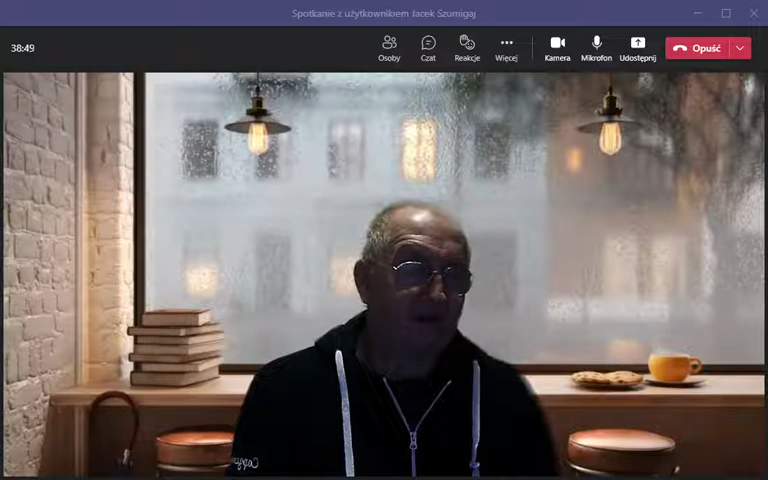 Spotkanie z użytkownikiem Jacek Szumigaj
38:49
Osoby
Czat
Reakcje
Więcej
Kamera
Mikrofon
Udostępnij
Opuść